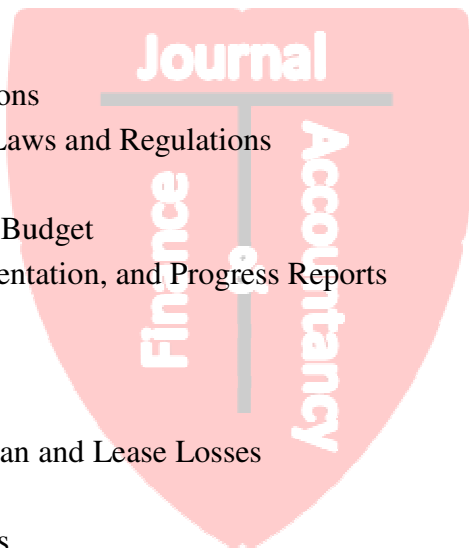 Journal
ons
Laws and Regulations
Accountancy
Finance
Budget
&
entation, and Progress Reports
an and Lease Losses
s